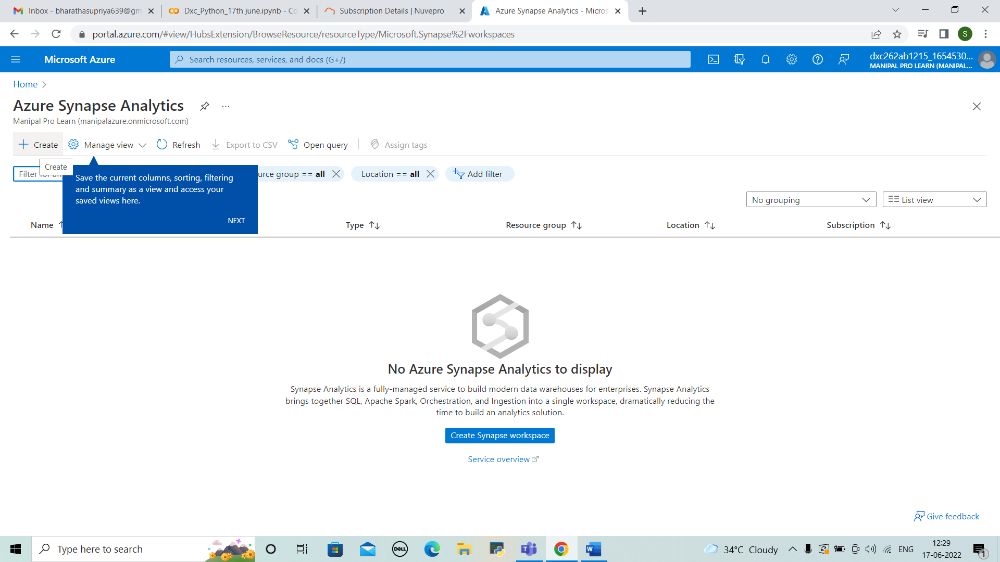 Inbox - bharathasupriya639@gm
Dxc_Python_17th june.ipynb - Co
Subscription Details | Nuvepro
Azure Synapse Analytics - Micros
portal.azure.com/#view/HubsExtension/BrowseResource/resourceType/Microsoft.Synapse%2Fworkspaces
S
Microsoft Azure
Search resources, services, and docs (G+/)
dxc262ab1215_1654530...
MANIPAL PRO LEARN (MANIPAL...
Home
Azure Synapse Analytics
Manipal Pro Learn (manipalazure.onmicrosoft.com)
Create
Manage view
Refresh
Export to CSV
Open query
Assign tags
Create
Filter
Save the current columns, sorting, filtering
and summary as a view and access your
saved views here.
NEXT
urce group == all
Location == all
Add filter
No grouping
List view
Name
Type
Resource group
Location
Subscription
No Azure Synapse Analytics to display
Synapse Analytics is a fully-managed service to build modern data warehouses for enterprises. Synapse Analytics
brings together SQL, Apache Spark, Orchestration, and Ingestion into a single workspace, dramatically reducing the
time to build an analytics solution.
Create Synapse workspace
Service overview
Give feedback
Type here to search
DELL
W
34°C Cloudy
ENG
12:29
17-06-2022
1